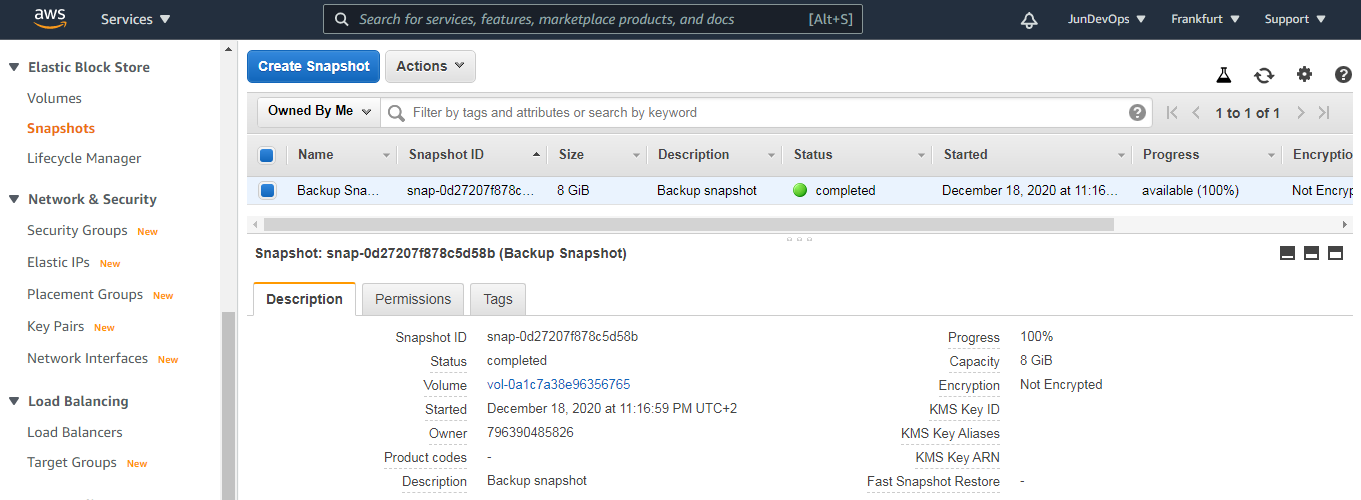 aws Services Search for services, features, marketplace products, and docs [Alt+S] JunDevOps Frankfurt Support
Elastic Block Store
Volumes
Snapshots
Lifecycle Manager
Network & Security
Security Groups New
Elastic IPs New
Placement Groups New
Key Pairs New
Network Interfaces New
Load Balancing
Load Balancers
Target Groups New
Create Snapshot Actions
Owned By Me Filter by tags and attributes or search by keyword 1 to 1 of 1
Name Snapshot ID Size Description Status Started Progress Encryptio
Backup Sna... snap-0d27207f878c... 8 GiB Backup snapshot completed December 18, 2020 at 11:16... available (100%) Not Encryp
Snapshot: snap-0d27207f878c5d58b (Backup Snapshot)
Description Permissions Tags
Snapshot ID snap-0d27207f878c5d58b Progress 100%
Status completed Capacity 8 GiB
Volume vol-0a1c7a38e96356765 Encryption Not Encrypted
Started December 18, 2020 at 11:16:59 PM UTC+2 KMS Key ID
Owner 796390485826 KMS Key Aliases
Product codes - KMS Key ARN
Description Backup snapshot Fast Snapshot Restore -